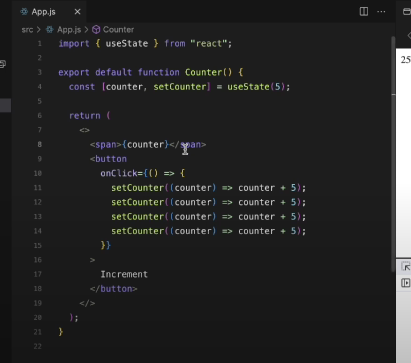 App.js
src > App.js > Counter
1 import { useState } from "react";
2
3 export default function Counter() {
4   const [counter, setCounter] = useState(5);
5
6   return (
7     <>
8       <span>{counter}</span>
9       <button
10         onClick={() => {
11           setCounter((counter) => counter + 5);
12           setCounter((counter) => counter + 5);
13           setCounter((counter) => counter + 5);
14           setCounter((counter) => counter + 5);
15         }}
16       >
17         Increment
18       </button>
19     </>
20   );
21 }
22
25